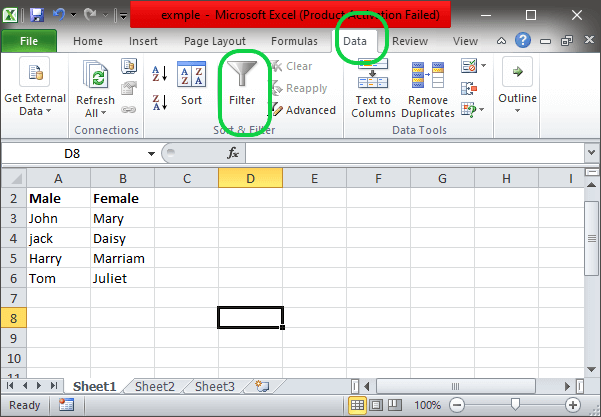 exmple - Microsoft Excel (Product Activation Failed)
File Home Insert Page Layout Formulas Data Review View
Get External Data
Refresh All
Connections
A Z
Z A
Sort
Filter
Clear
Reapply
Advanced
Sort & Filter
Text to Columns
Remove Duplicates
Data Tools
Outline
D8 fx
A B C D E F G H I
2 Male Female
3 John Mary
4 jack Daisy
5 Harry Marriam
6 Tom Juliet
7
8
9
10
11
Sheet1 Sheet2 Sheet3
Ready 100%